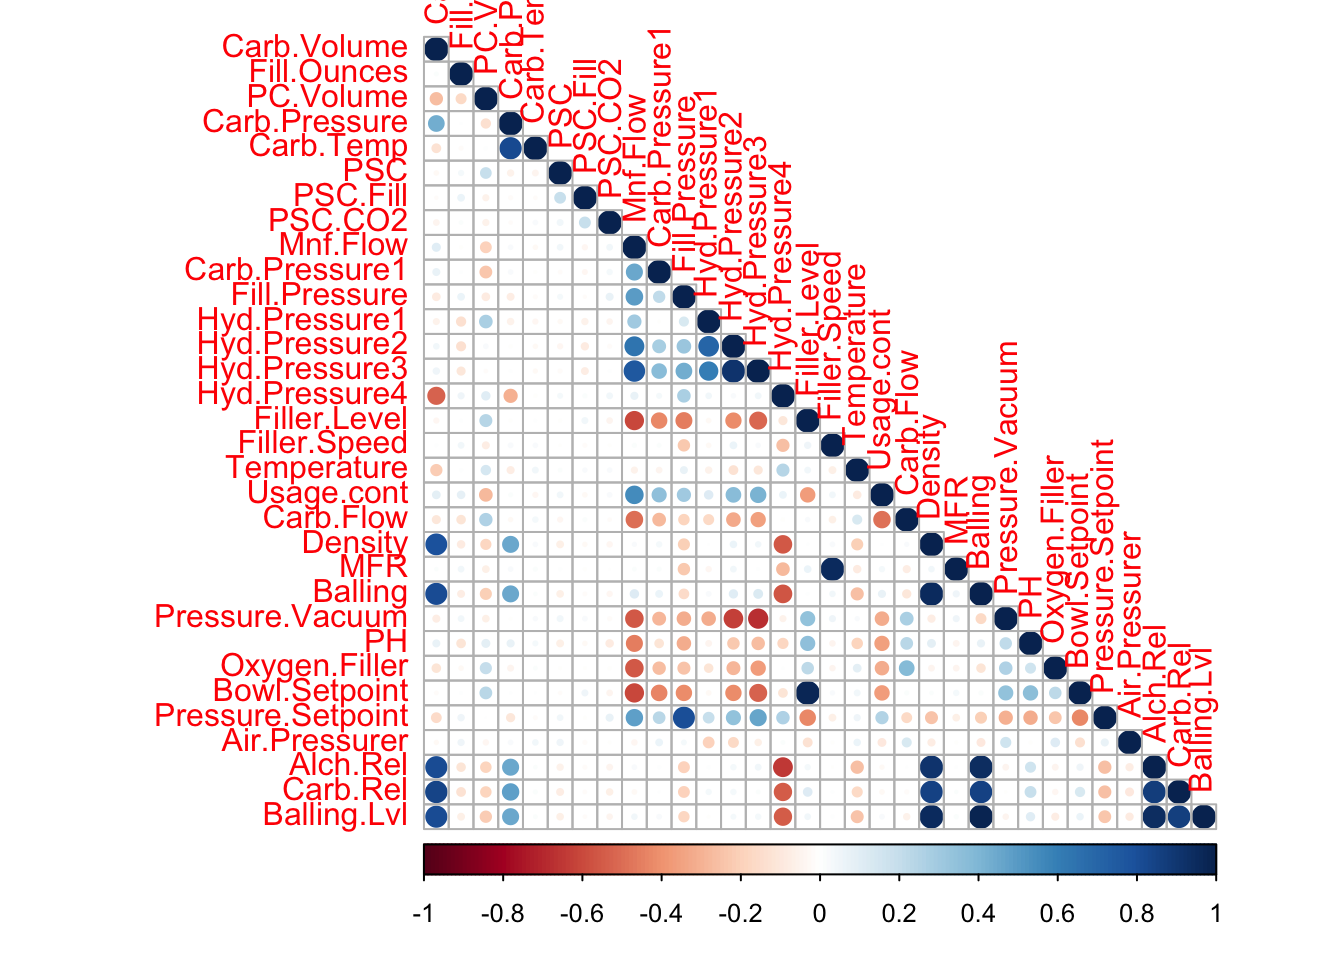 Carb.Volume
Fill.Ounces
PC.Volume
Carb.Pressure
Carb.Temp
PSC
PSC.Fill
PSC.CO2
Mnf.Flow
Carb.Pressure1
Fill.Pressure
Hyd.Pressure1
Hyd.Pressure2
Hyd.Pressure3
Hyd.Pressure4
Filler.Level
Filler.Speed
Temperature
Usage.cont
Carb.Flow
Density
MFR
Balling
Pressure.Vacuum
PH
Oxygen.Filler
Bowl.Setpoint
Pressure.Setpoint
Air.Pressurer
Alch.Rel
Carb.Rel
Balling.Lvl
Carb.Temp
PSC
PSC.Fill
PSC.CO2
Mnf.Flow
Carb.Pressure1
Fill.Pressure
Hyd.Pressure1
Hyd.Pressure2
Hyd.Pressure3
Hyd.Pressure4
Filler.Level
Filler.Speed
Temperature
Usage.cont
Carb.Flow
Density
MFR
Balling
Pressure.Vacuum
PH
Oxygen.Filler
Bowl.Setpoint
Pressure.Setpoint
Air.Pressurer
Alch.Rel
Carb.Rel
Balling.Lvl
-1 -0.8 -0.6 -0.4 -0.2 0 0.2 0.4 0.6 0.8 1